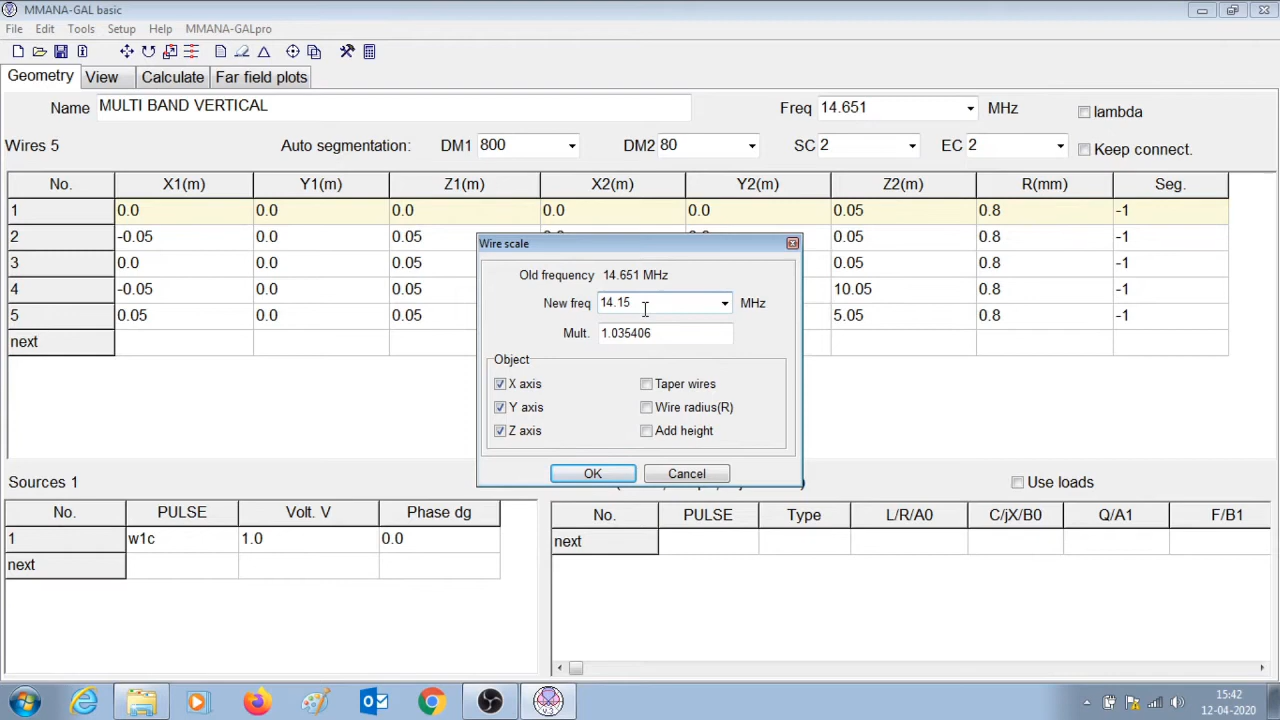 MMANA-GAL basic
File Edit Tools Setup Help MMANA-GALpro
Geometry View Calculate Far field plots
Name MULTI BAND VERTICAL Freq 14.651 MHz lambda
Wires 5 Auto segmentation: DM1 800 DM2 80 SC 2 EC 2 Keep connect.
No. X1(m) Y1(m) Z1(m) X2(m) Y2(m) Z2(m) R(mm) Seg.
1 0.0 0.0 0.0 0.0 0.0 0.05 0.8 -1
2 -0.05 0.0 0.05 0.05 0.8 -1
3 0.0 0.0 0.05 0.05 0.8 -1
4 -0.05 0.0 0.05 10.05 0.8 -1
5 0.05 0.0 0.05 5.05 0.8 -1
next
Wire scale
Old frequency 14.651 MHz
New freq 14.15 MHz
Mult. 1.035406
Object
X axis Taper wires
Y axis Wire radius(R)
Z axis Add height
OK Cancel
Sources 1 Use loads
No. PULSE Volt. V Phase dg
1 w1c 1.0 0.0
next
No. PULSE Type L/R/A0 C/jX/B0 Q/A1 F/B1
next
15:42
12-04-2020